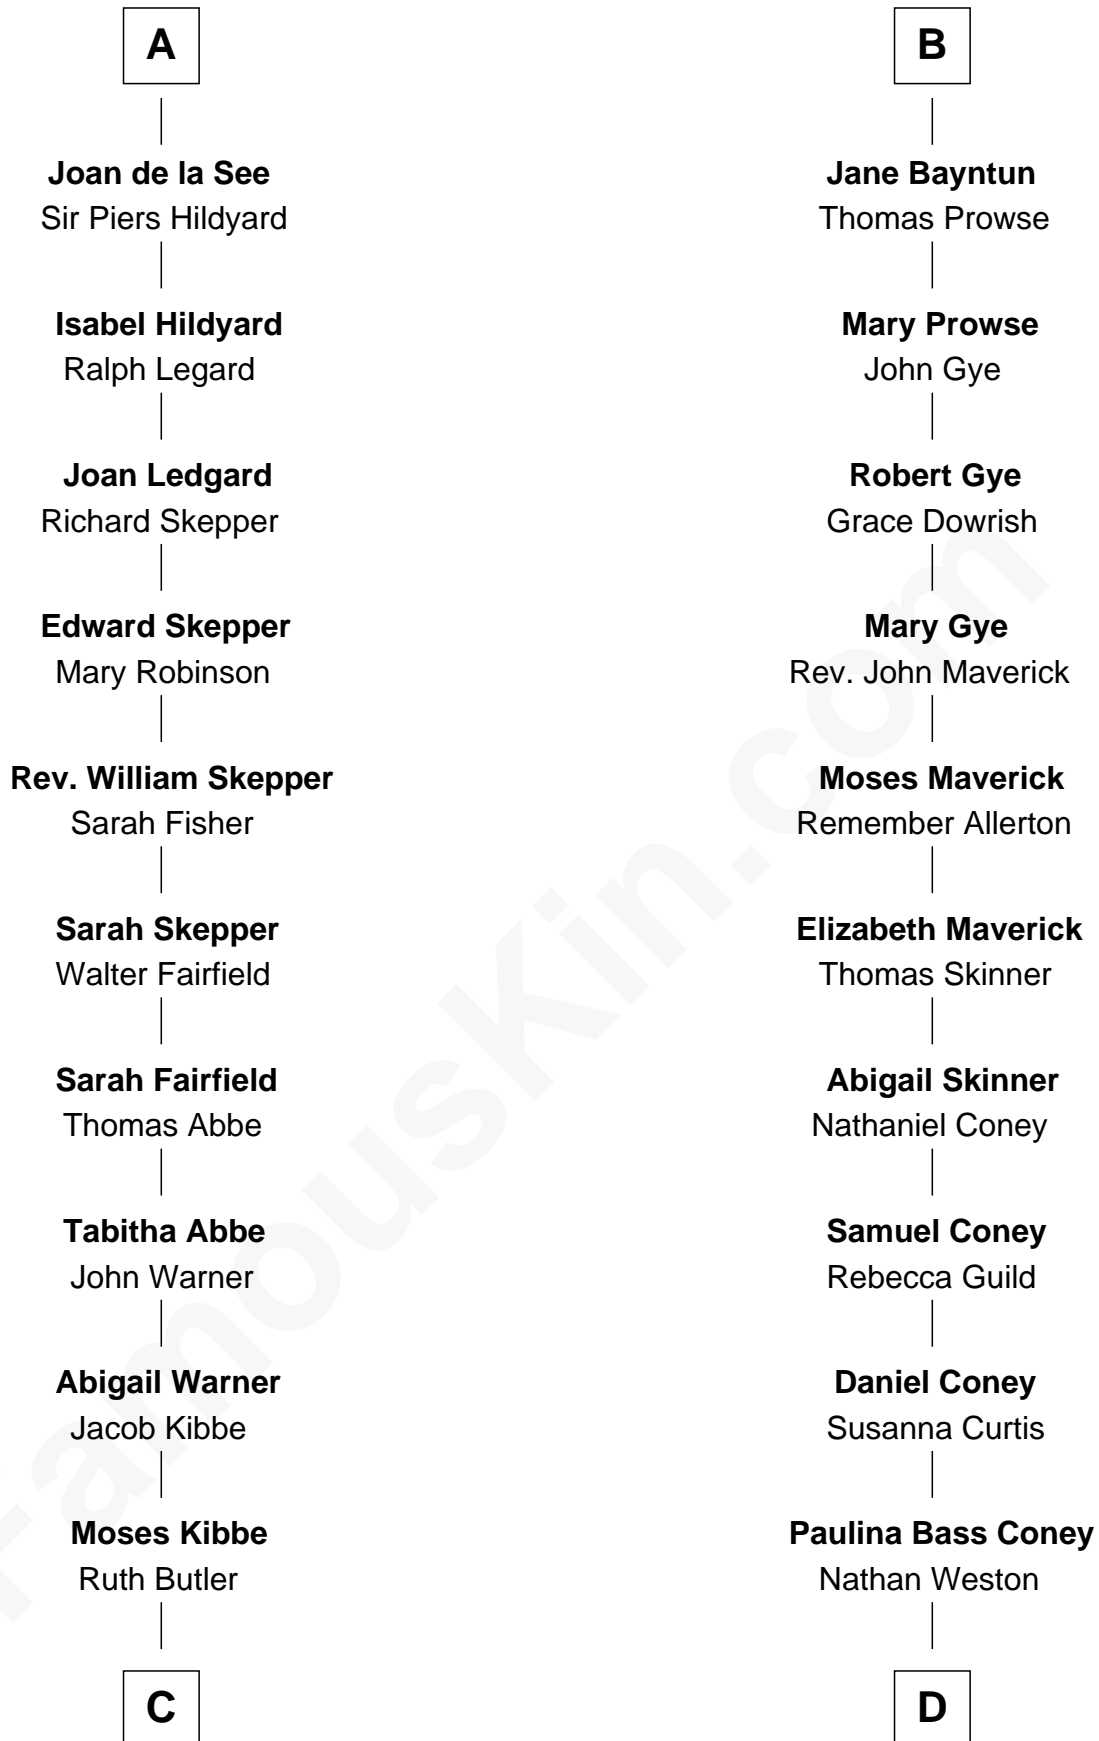 A
Joan de la See
Sir Piers Hildyard
Isabel Hildyard
Ralph Legard
Joan Ledgard
Richard Skepper
Edward Skepper
Mary Robinson
Rev. William Skepper
Sarah Fisher
Sarah Skepper
Walter Fairfield
Sarah Fairfield
Thomas Abbe
Tabitha Abbe
John Warner
Abigail Warner
Jacob Kibbe
Moses Kibbe
Ruth Butler
C
B
Jane Bayntun
Thomas Prowse
Mary Prowse
John Gye
Robert Gye
Grace Dowrish
Mary Gye
Rev. John Maverick
Moses Maverick
Remember Allerton
Elizabeth Maverick
Thomas Skinner
Abigail Skinner
Nathaniel Coney
Samuel Coney
Rebecca Guild
Daniel Coney
Susanna Curtis
Paulina Bass Coney
Nathan Weston
D
FamousKin.com